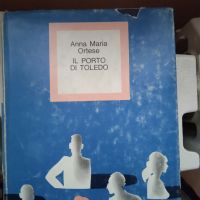 Anna Maria
Ortese
IL PORTO
DI TOLEDO